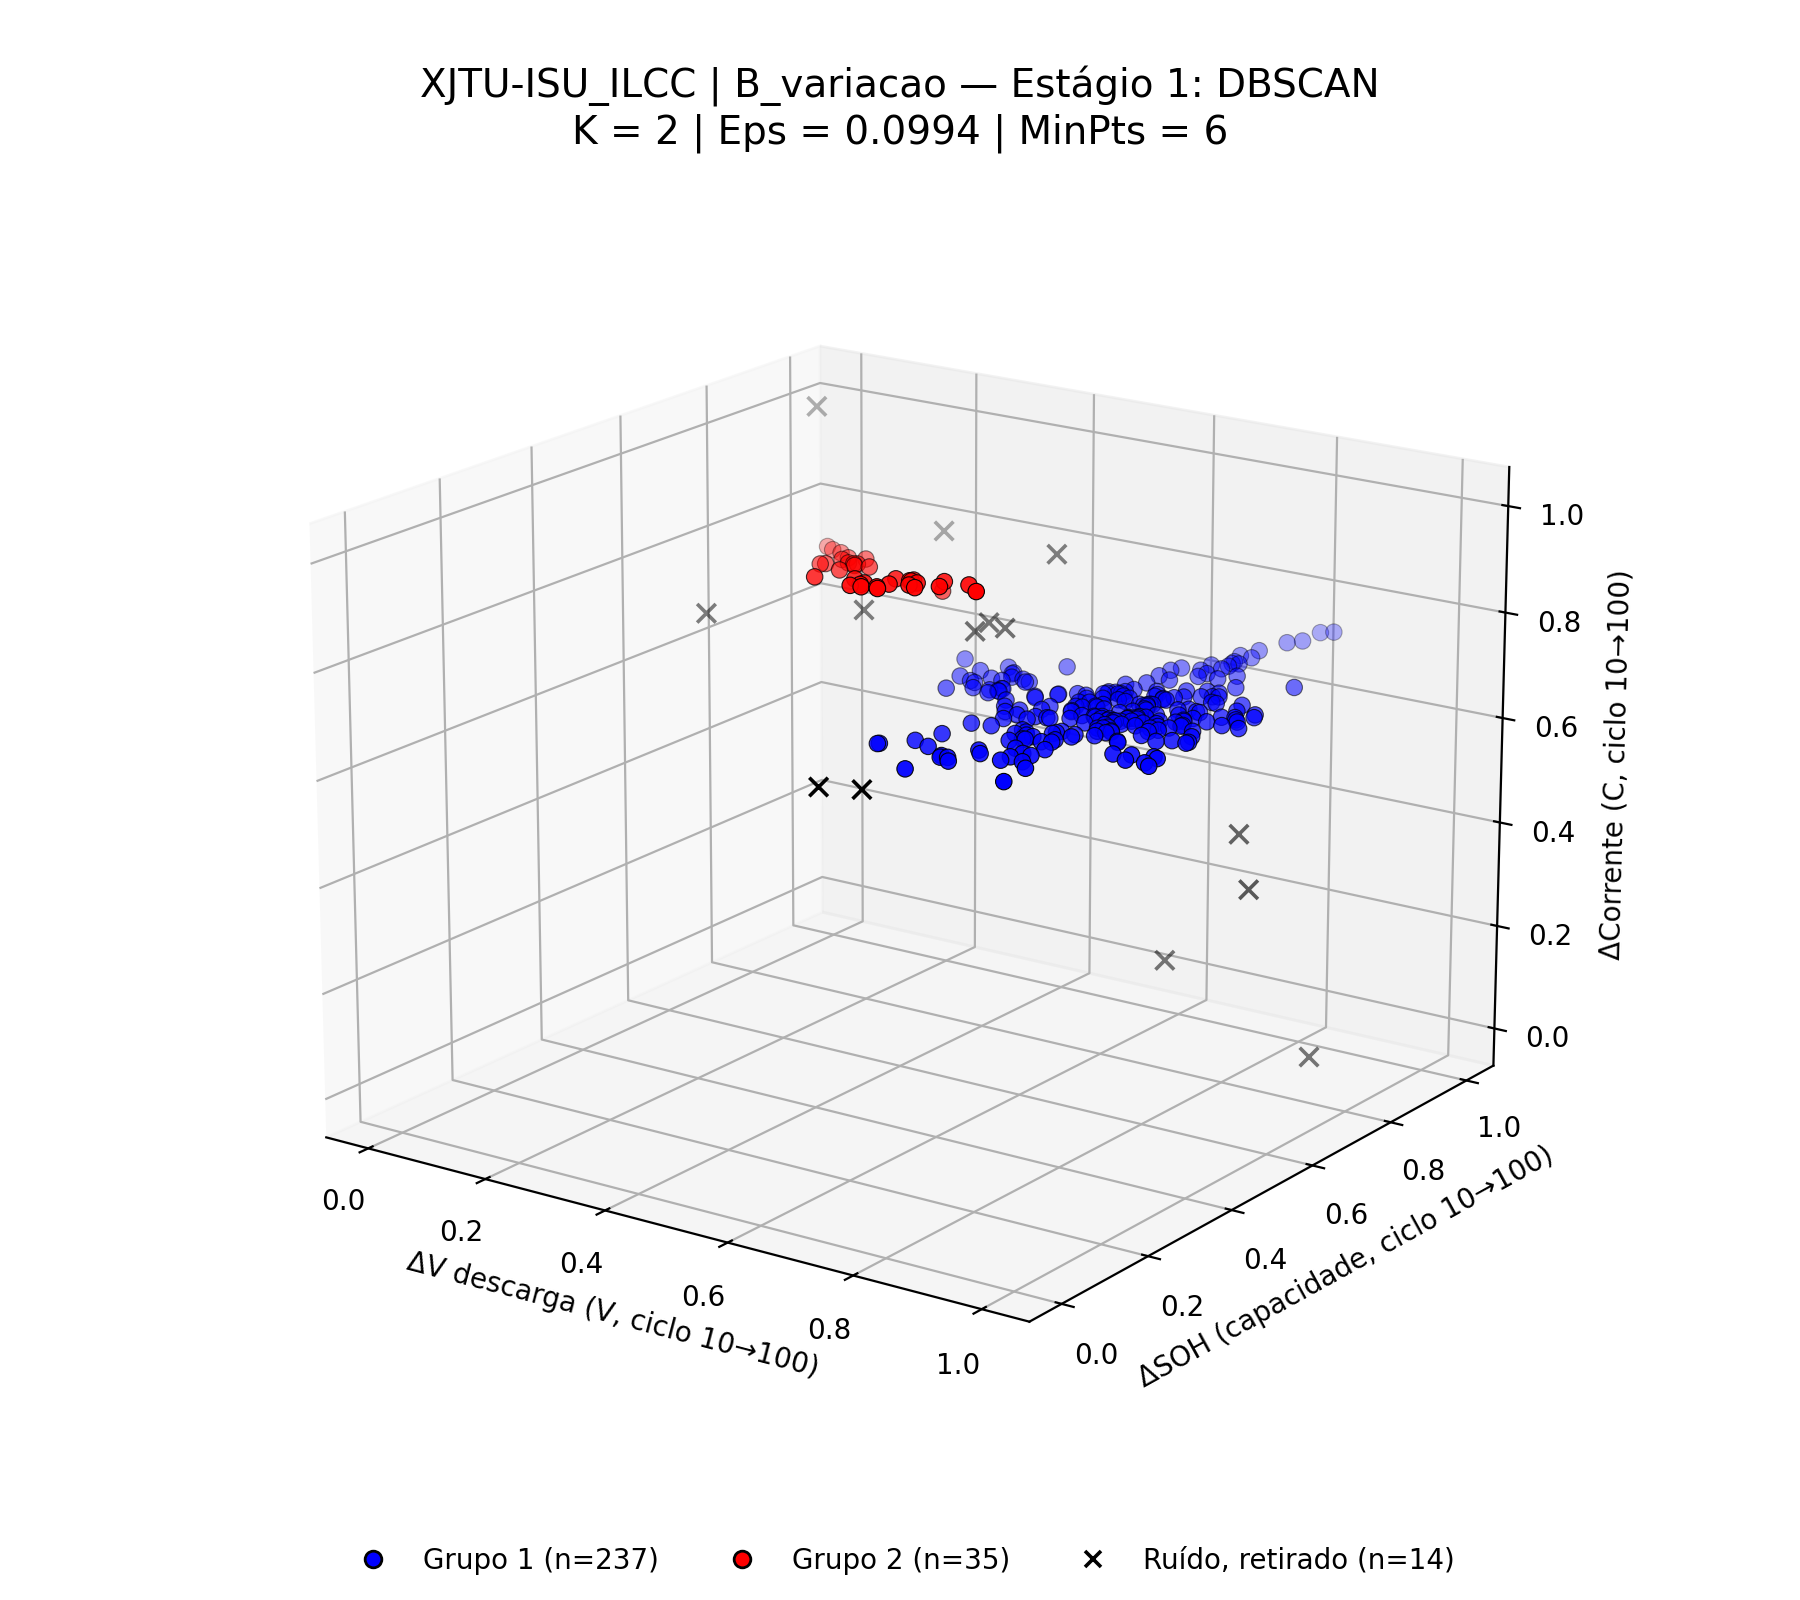 XJTU-ISU_ILCC | B_variacao — Estágio 1: DBSCAN
K = 2 | Eps = 0.0994 | MinPts = 6
1.0
0.8
0.6
0.4
0.2
0.0
ΔCorrente (C, ciclo 10→100)
0.0
0.2
0.4
0.6
0.8
1.0
ΔV descarga (V, ciclo 10→100)
0.0
0.2
0.4
0.6
0.8
1.0
ΔSOH (capacidade, ciclo 10→100)
Grupo 1 (n=237)
Grupo 2 (n=35)
Ruído, retirado (n=14)